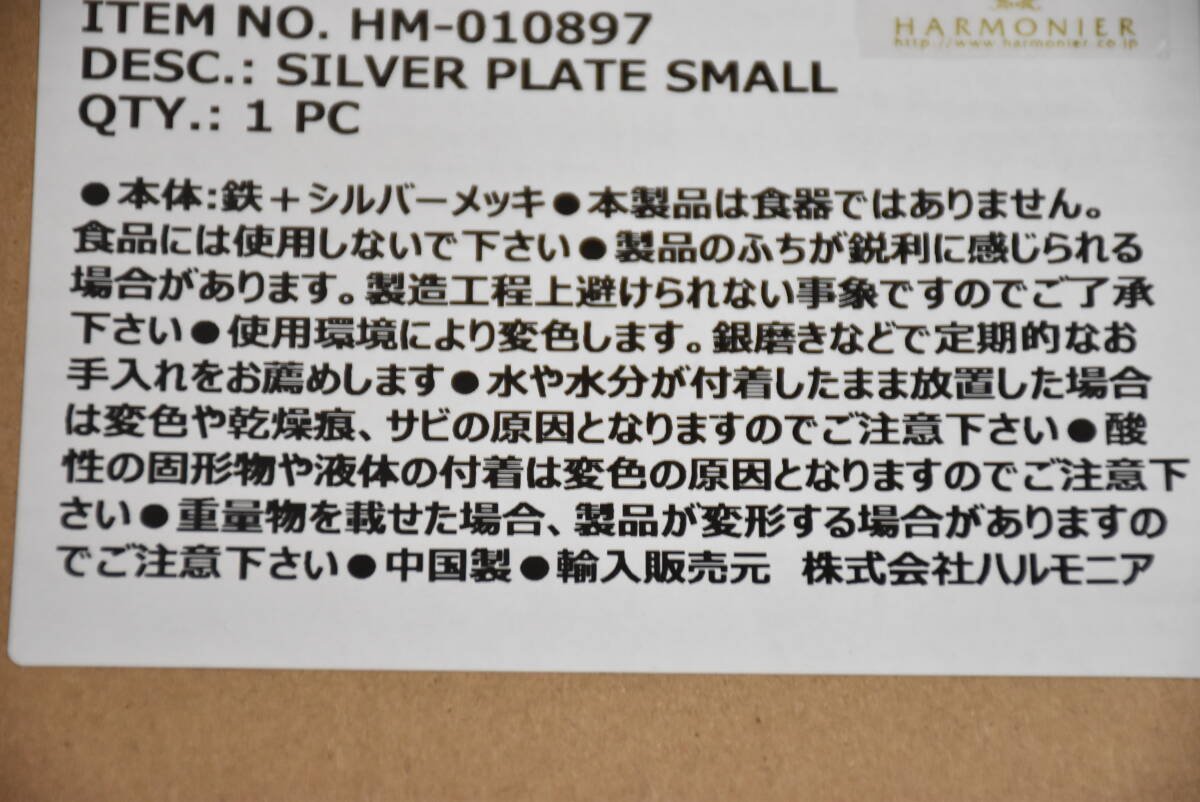 ITEM NO. HM-010897
DESC.: SILVER PLATE SMALL
QTY.: 1 PC
HARMONIER
http://www.harmonier.co.jp
●本体:鉄+シルバーメッキ●本製品は食器ではありません。
食品には使用しないで下さい●製品のふちが鋭利に感じられる
場合があります。製造工程上避けられない事象ですのでご了承
下さい●使用環境により変色します。銀磨きなどで定期的なお
手入れをお薦めします●水や水分が付着したまま放置した場合
は変色や乾燥痕、サビの原因となりますのでご注意下さい●酸
性の固形物や液体の付着は変色の原因となりますのでご注意下
さい●重量物を載せた場合、製品が変形する場合がありますの
でご注意下さい●中国製●輸入販売元 株式会社ハルモニア